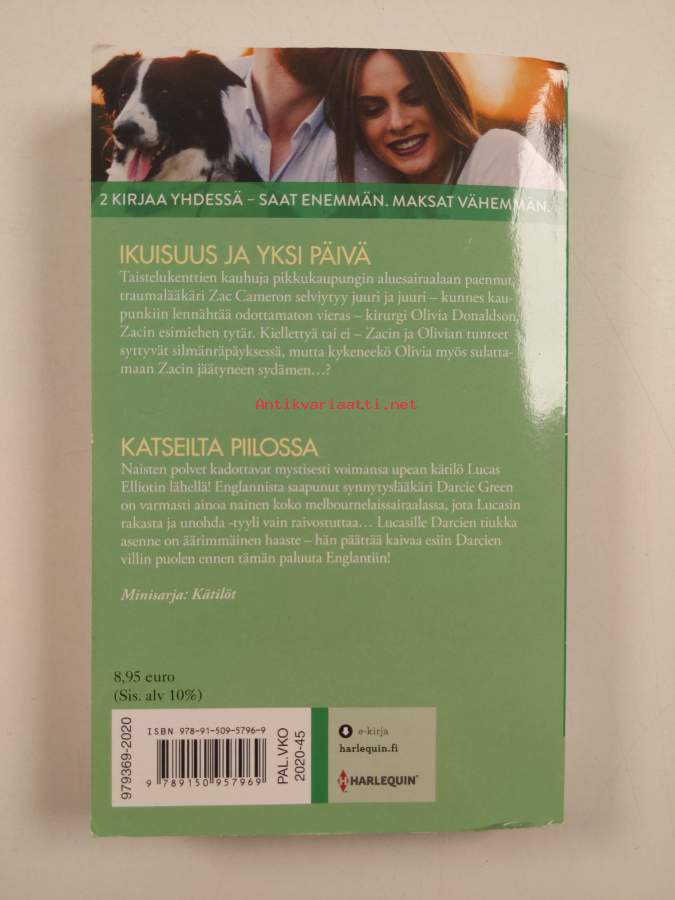 2 KIRJAA YHDESSÄ – SAAT ENEMMÄN. MAKSAT VÄHEMMÄN.
IKUISUUS JA YKSI PÄIVÄ
Taistelukenttien kauhuja pikkukaupungin aluesairaalaan paennut
traumalääkäri Zac Cameron selviytyy juuri ja juuri – kunnes kau-
punkiin lennähtää odottamaton vieras – kirurgi Olivia Donaldson,
Zacin esimiehen tytär. Kiellettyä tai ei – Zacin ja Olivian tunteet
syttyvät silmänräpäyksessä, mutta kykeneekö Olivia myös sulatta-
maan Zacin jäätyneen sydämen…?
Antikvariaatti.net
KATSEILTA PIILOSSA
Naisten polvet kadottavat mystisesti voimansa upean kätilö Lucas
Elliotin lähellä! Englannista saapunut synnytyslääkäri Darcie Green
on varmasti ainoa nainen koko melbournelaissairaalassa, jota Lucasin
rakasta ja unohda -tyyli vain raivostuttaa… Lucasille Darcien tiukka
asenne on äärimmäinen haaste – hän päättää kaivaa esiin Darcien
villin puolen ennen tämän paluuta Englantiin!
Minisarja: Kätilöt
8,95 euro
(Sis. alv 10%)
979369-2020
ISBN 978-91-509-5796-9
9 789150 957969
PAL.VKO
2020-45
e-kirja
harlequin.fi
HARLEQUIN